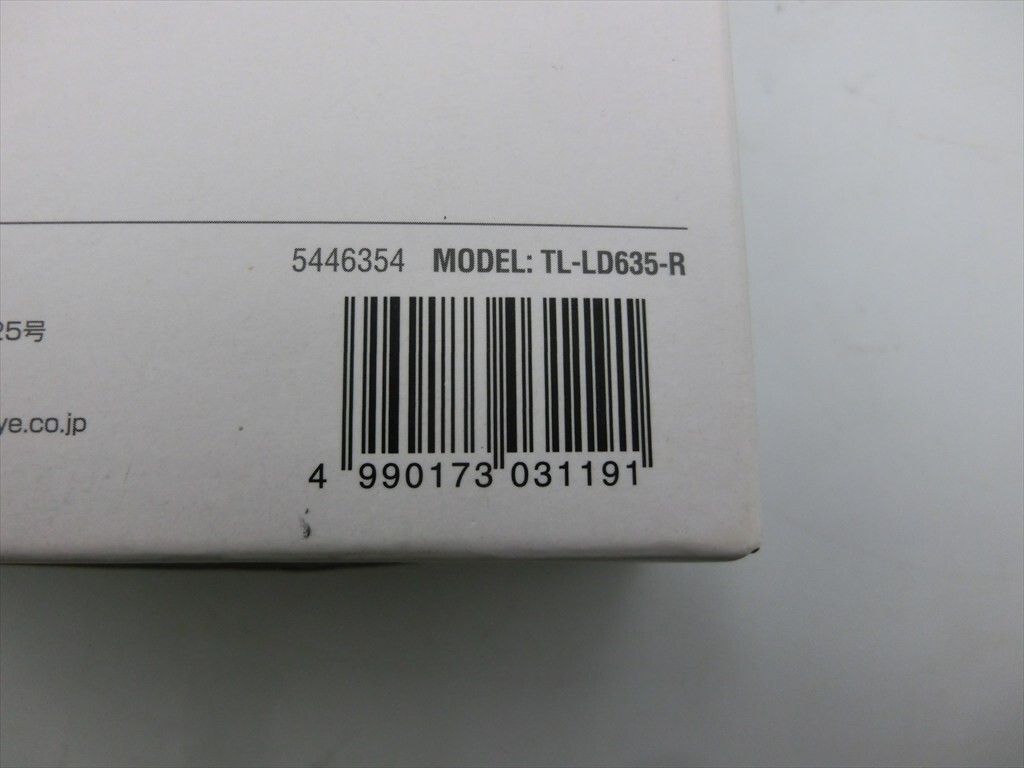 5446354 MODEL: TL-LD635-R
25号
ye.co.jp
4 990173 031191